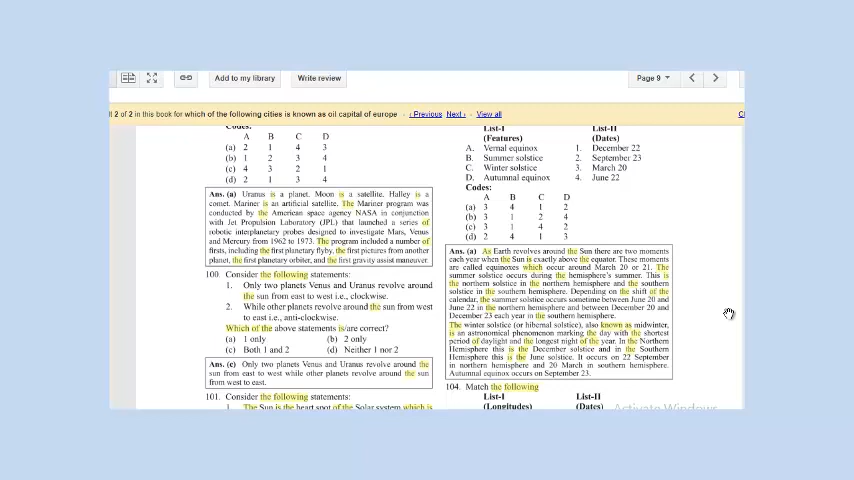 Add to my library
Write review
Page 9
2 of 2 in this book for which of the following cities is known as oil capital of europe - ‹ Previous Next › - View all
Codes:
A B C D
(a) 2 1 4 3
(b) 1 2 3 4
(c) 4 3 2 1
(d) 2 1 3 4
Ans. (a) Uranus is a planet. Moon is a satellite. Halley is a
comet. Mariner is an artificial satellite. The Mariner program was
conducted by the American space agency NASA in conjunction
with Jet Propulsion Laboratory (JPL) that launched a series of
robotic interplanetary probes designed to investigate Mars, Venus
and Mercury from 1962 to 1973. The program included a number of
firsts, including the first planetary flyby, the first pictures from another
planet, the first planetary orbiter, and the first gravity assist maneuver.
100. Consider the following statements:
1. Only two planets Venus and Uranus revolve around
the sun from east to west i.e., clockwise.
2. While other planets revolve around the sun from west
to east i.e., anti-clockwise.
Which of the above statements is/are correct?
(a) 1 only (b) 2 only
(c) Both 1 and 2 (d) Neither 1 nor 2
Ans. (c) Only two planets Venus and Uranus revolve around the
sun from east to west while other planets revolve around the sun
from west to east.
101. Consider the following statements:
1. The Sun is the heart spot of the Solar system which is
List-I List-II
(Features) (Dates)
A. Vernal equinox 1. December 22
B. Summer solstice 2. September 23
C. Winter solstice 3. March 20
D. Autumnal equinox 4. June 22
Codes:
A B C D
(a) 3 4 1 2
(b) 3 1 2 4
(c) 3 1 4 2
(d) 2 4 1 3
Ans. (a) As Earth revolves around the Sun there are two moments
each year when the Sun is exactly above the equator. These moments
are called equinoxes which occur around March 20 or 21. The
summer solstice occurs during the hemisphere's summer. This is
the northern solstice in the northern hemisphere and the southern
solstice in the southern hemisphere. Depending on the shift of the
calendar, the summer solstice occurs sometime between June 20 and
June 22 in the northern hemisphere and between December 20 and
December 23 each year in the southern hemisphere.
The winter solstice (or hibernal solstice), also known as midwinter,
is an astronomical phenomenon marking the day with the shortest
period of daylight and the longest night of the year. In the Northern
Hemisphere this is the December solstice and in the Southern
Hemisphere this is the June solstice. It occurs on 22 September
in northern hemisphere and 20 March in southern hemisphere.
Autumnal equinox occurs on September 23.
104. Match the following
List-I List-II
(Longitudes) (Dates)
Activate Windows